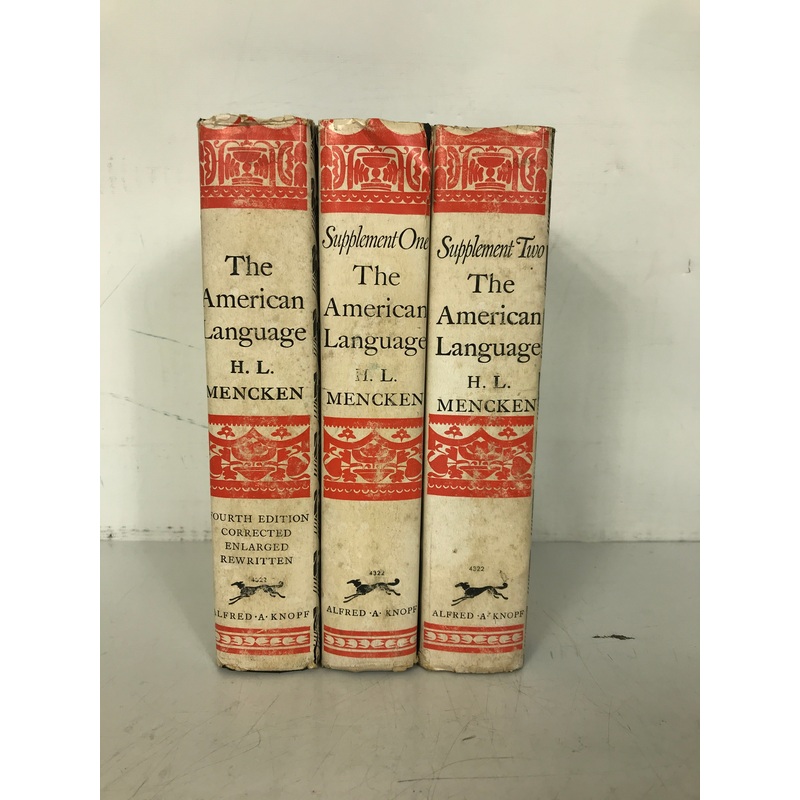 The
American
Language
H. L.
MENCKEN
FOURTH EDITION
CORRECTED
ENLARGED
REWRITTEN
4322
ALFRED · A · KNOPF
Supplement One
The
American
Language
H. L.
MENCKEN
4322
ALFRED · A · KNOPF
Supplement Two
The
American
Language
H. L.
MENCKEN
4322
ALFRED · A · KNOPF